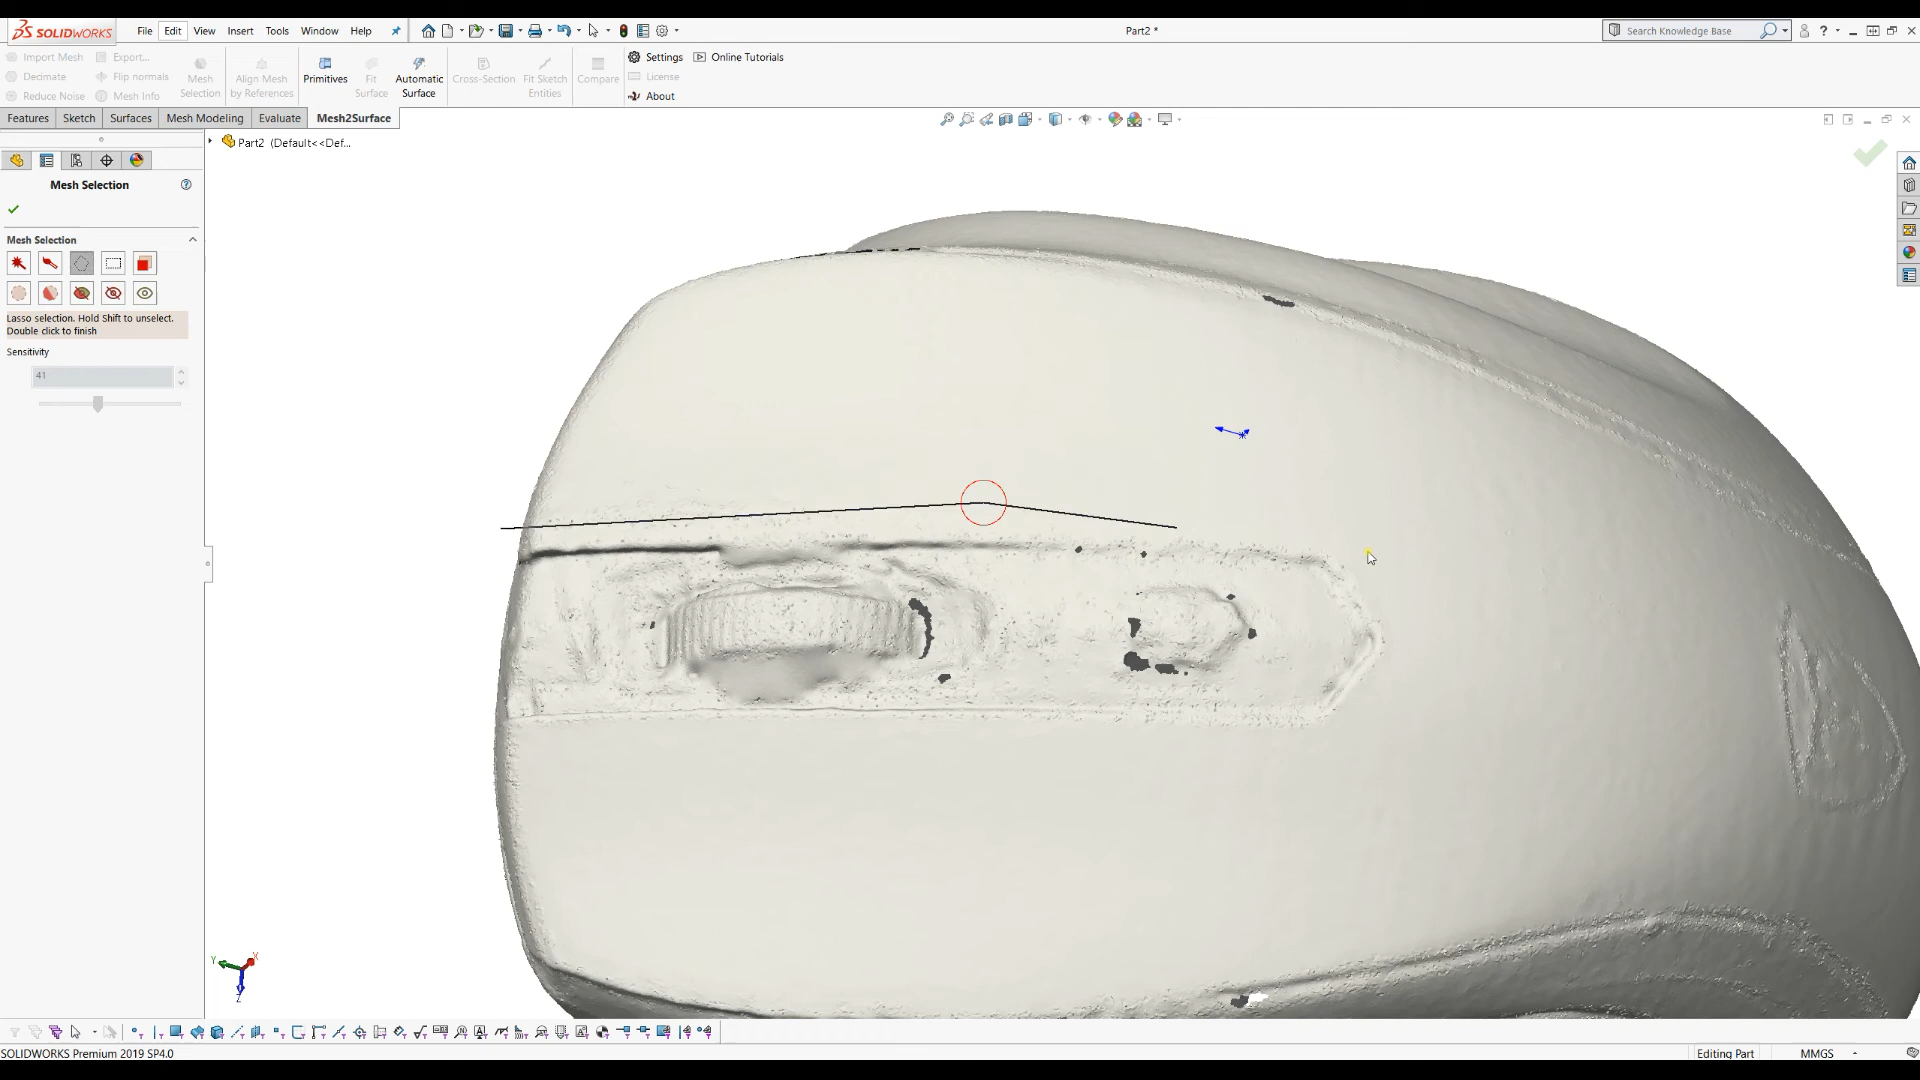 SOLIDWORKS File Edit View Insert Tools Window Help Part2 * Search Knowledge Base ?
Import Mesh Export... Settings Online Tutorials
Decimate Flip normals Mesh Selection Align Mesh by References Primitives Fit Surface Automatic Surface Cross-Section Fit Sketch Entities Compare License
Reduce Noise Mesh Info About
Features Sketch Surfaces Mesh Modeling Evaluate Mesh2Surface
Part2 (Default<<Def...
Mesh Selection
Mesh Selection
Lasso selection. Hold Shift to unselect.
Double click to finish
Sensitivity
41
Y X
Z
SOLIDWORKS Premium 2019 SP4.0 Editing Part MMGS